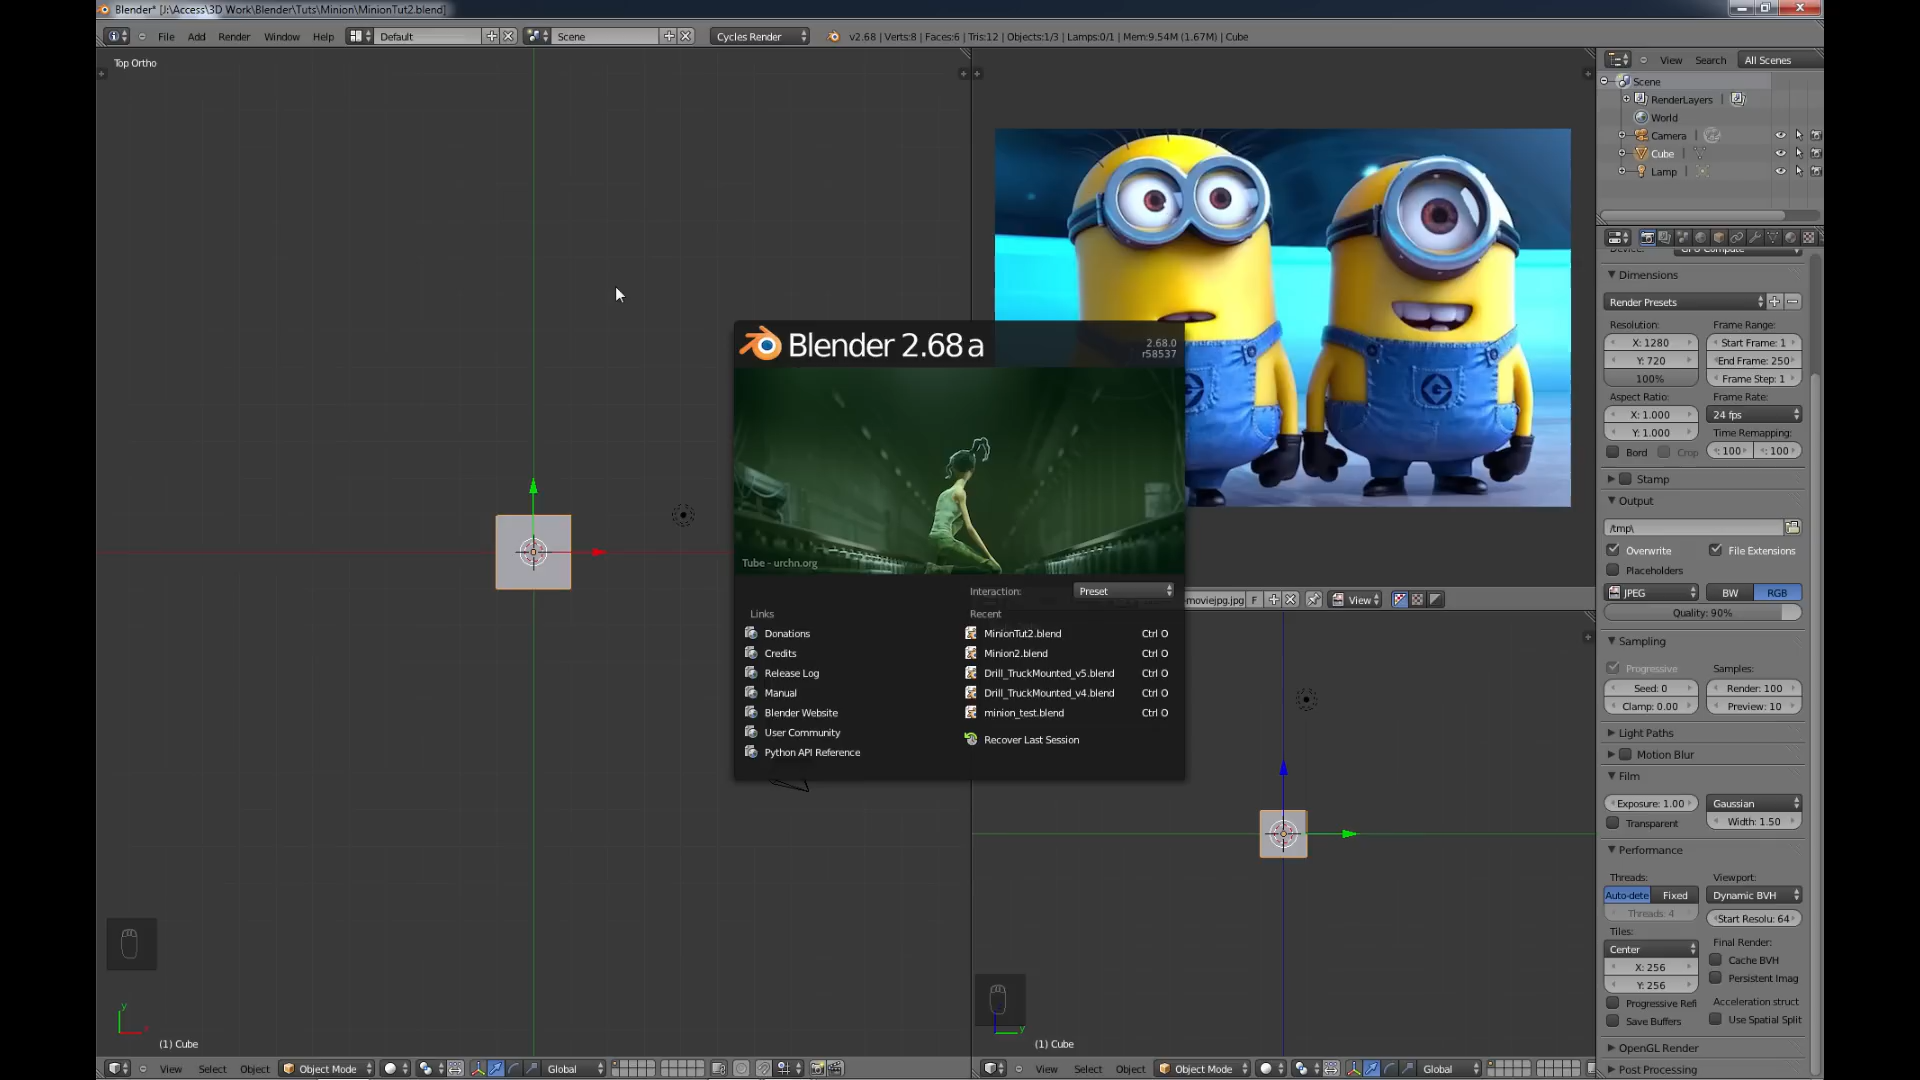 Blender* [J:\Access\3D Work\Blender\Tuts\Minion\MinionTut2.blend]
File Add Render Window Help Default Scene Cycles Render v2.68 | Verts:8 | Faces:6 | Tris:12 | Objects:1/3 | Lamps:0/1 | Mem:9.54M (1.67M) | Cube
Top Ortho
View Search All Scenes
Scene
RenderLayers
World
Camera
Cube
Lamp
Dimensions
Render Presets
Resolution: Frame Range:
X: 1280 Start Frame: 1
Y: 720 End Frame: 250
100% Frame Step: 1
Aspect Ratio: Frame Rate:
X: 1.000 24 fps
Y: 1.000 Time Remapping:
Bord Crop : 100 : 100
Stamp
Output
/tmp\
Overwrite File Extensions
Placeholders
JPEG BW RGB
Quality: 90%
Sampling
Progressive Samples:
Seed: 0 Render: 100
Clamp: 0.00 Preview: 10
Light Paths
Motion Blur
Film
Exposure: 1.00 Gaussian
Transparent Width: 1.50
Performance
Threads: Viewport:
Auto-dete Fixed Dynamic BVH
Threads: 4 Start Resolu: 64
Tiles: Final Render:
Center Cache BVH
X: 256 Persistent Imag
Y: 256
Progressive Refi Acceleration struct
Save Buffers Use Spatial Split
OpenGL Render
Post Processing
Blender 2.68a
2.68.0
r58537
Tube - urchn.org
Interaction: Preset
Links Recent
Donations MinionTut2.blend Ctrl O
Credits Minion2.blend Ctrl O
Release Log Drill_TruckMounted_v5.blend Ctrl O
Manual Drill_TruckMounted_v4.blend Ctrl O
Blender Website minion_test.blend Ctrl O
User Community Recover Last Session
Python API Reference
-moviejpg.jpg F View
y
x
y
(1) Cube (1) Cube
View Select Object Object Mode Global View Select Object Object Mode Global